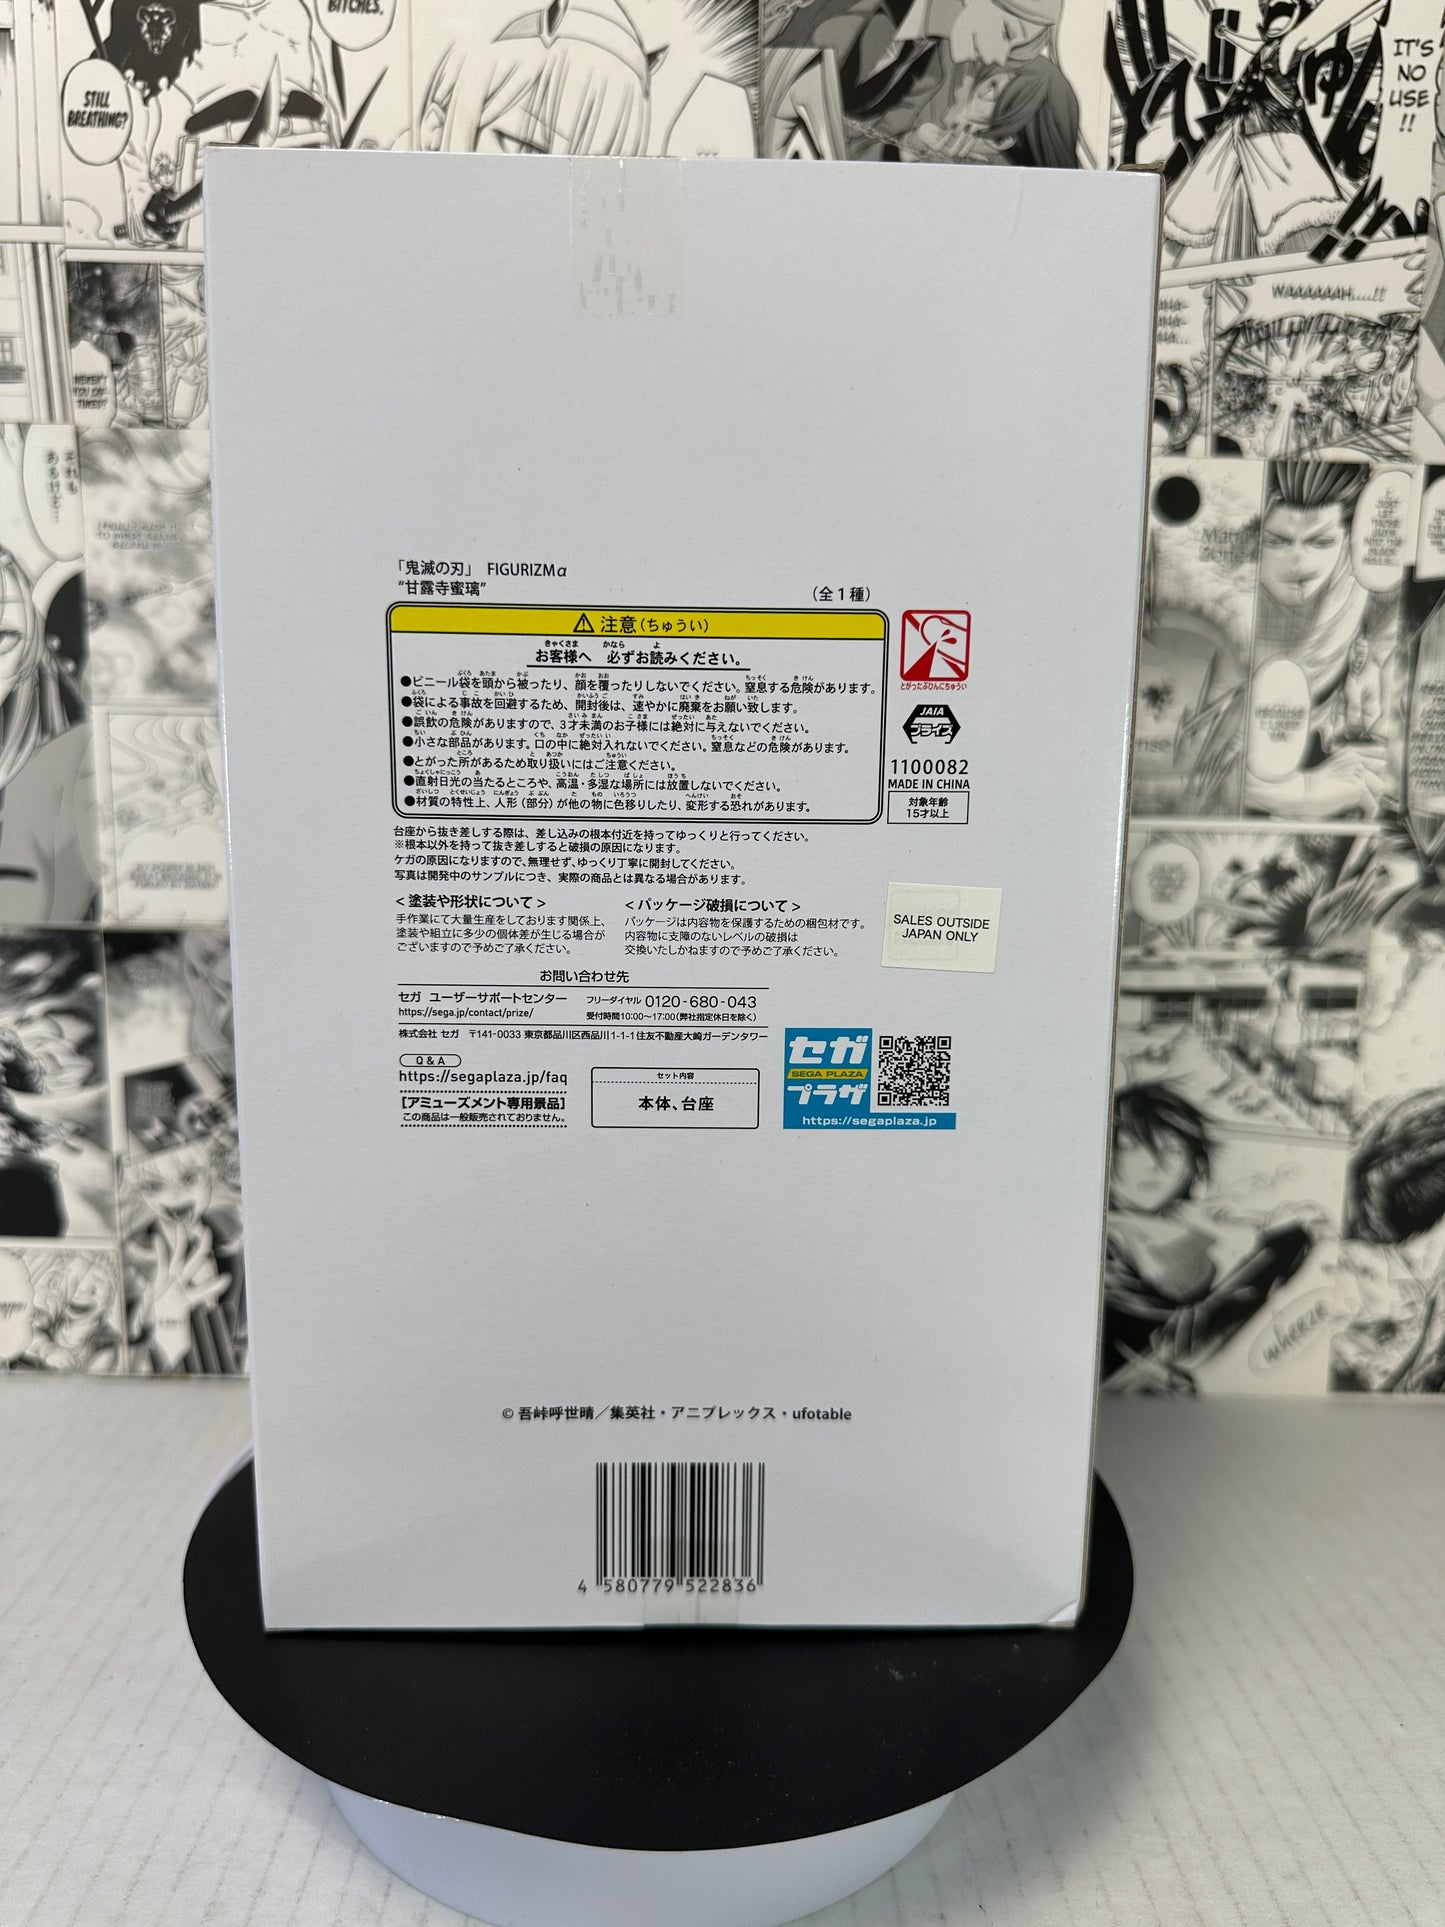 BITCHES.
STILL
BREATHING?
IT'S
NO
USE
!!
WAAAAAAH
WEREN'T
YOU
「鬼滅の刃」 FIGURIZMα
“甘露寺蜜璃”
（全１種）
⚠ 注意（ちゅうい）
お客様へ 必ずお読みください。
●ビニール袋を頭から被ったり、顔を覆ったりしないでください。窒息する危険があります。
●袋による事故を回避するため、開封後は、速やかに廃棄をお願い致します。
●誤飲の危険がありますので、3才未満のお子様には絶対に与えないでください。
●小さな部品があります。口の中に絶対入れないでください。窒息などの危険があります。
●とがった所があるため取り扱いにはご注意ください。
●直射日光の当たるところや、高温・多湿な場所には放置しないでください。
●材質の特性上、人形（部分）が他の物に色移りしたり、変形する恐れがあります。
とがったぶひんにちゅうい
JAIA
プライズ
1100082
MADE IN CHINA
対象年齢
15才以上
台座から抜き差しする際は、差し込みの根本付近を持ってゆっくりと行ってください。
※根本以外を持って抜き差しすると破損の原因になります。
ケガの原因になりますので、無理せず、ゆっくり丁寧に開封してください。
写真は開発中のサンプルにつき、実際の商品とは異なる場合があります。
＜塗装や形状について＞
手作業にて大量生産をしております関係上、
塗装や組立に多少の個体差が生じる場合が
ございますので予めご了承ください。
＜パッケージ破損について＞
パッケージは内容物を保護するための梱包材です。
内容物に支障のないレベルの破損は
交換いたしかねますので予めご了承ください。
SALES OUTSIDE
JAPAN ONLY
お問い合わせ先
セガ ユーザーサポートセンター
https://sega.jp/contact/prize/
フリーダイヤル 0120-680-043
受付時間10:00～17:00（弊社指定休日を除く）
株式会社 セガ 〒141-0033 東京都品川区西品川1-1-1住友不動産大崎ガーデンタワー
Q & A
https://segaplaza.jp/faq
［アミューズメント専用景品］
この商品は一般販売されておりません。
セット内容
本体、台座
セガ
SEGA PLAZA
プラザ
https://segaplaza.jp
© 吾峠呼世晴／集英社・アニプレックス・ufotable
4 580779 522836